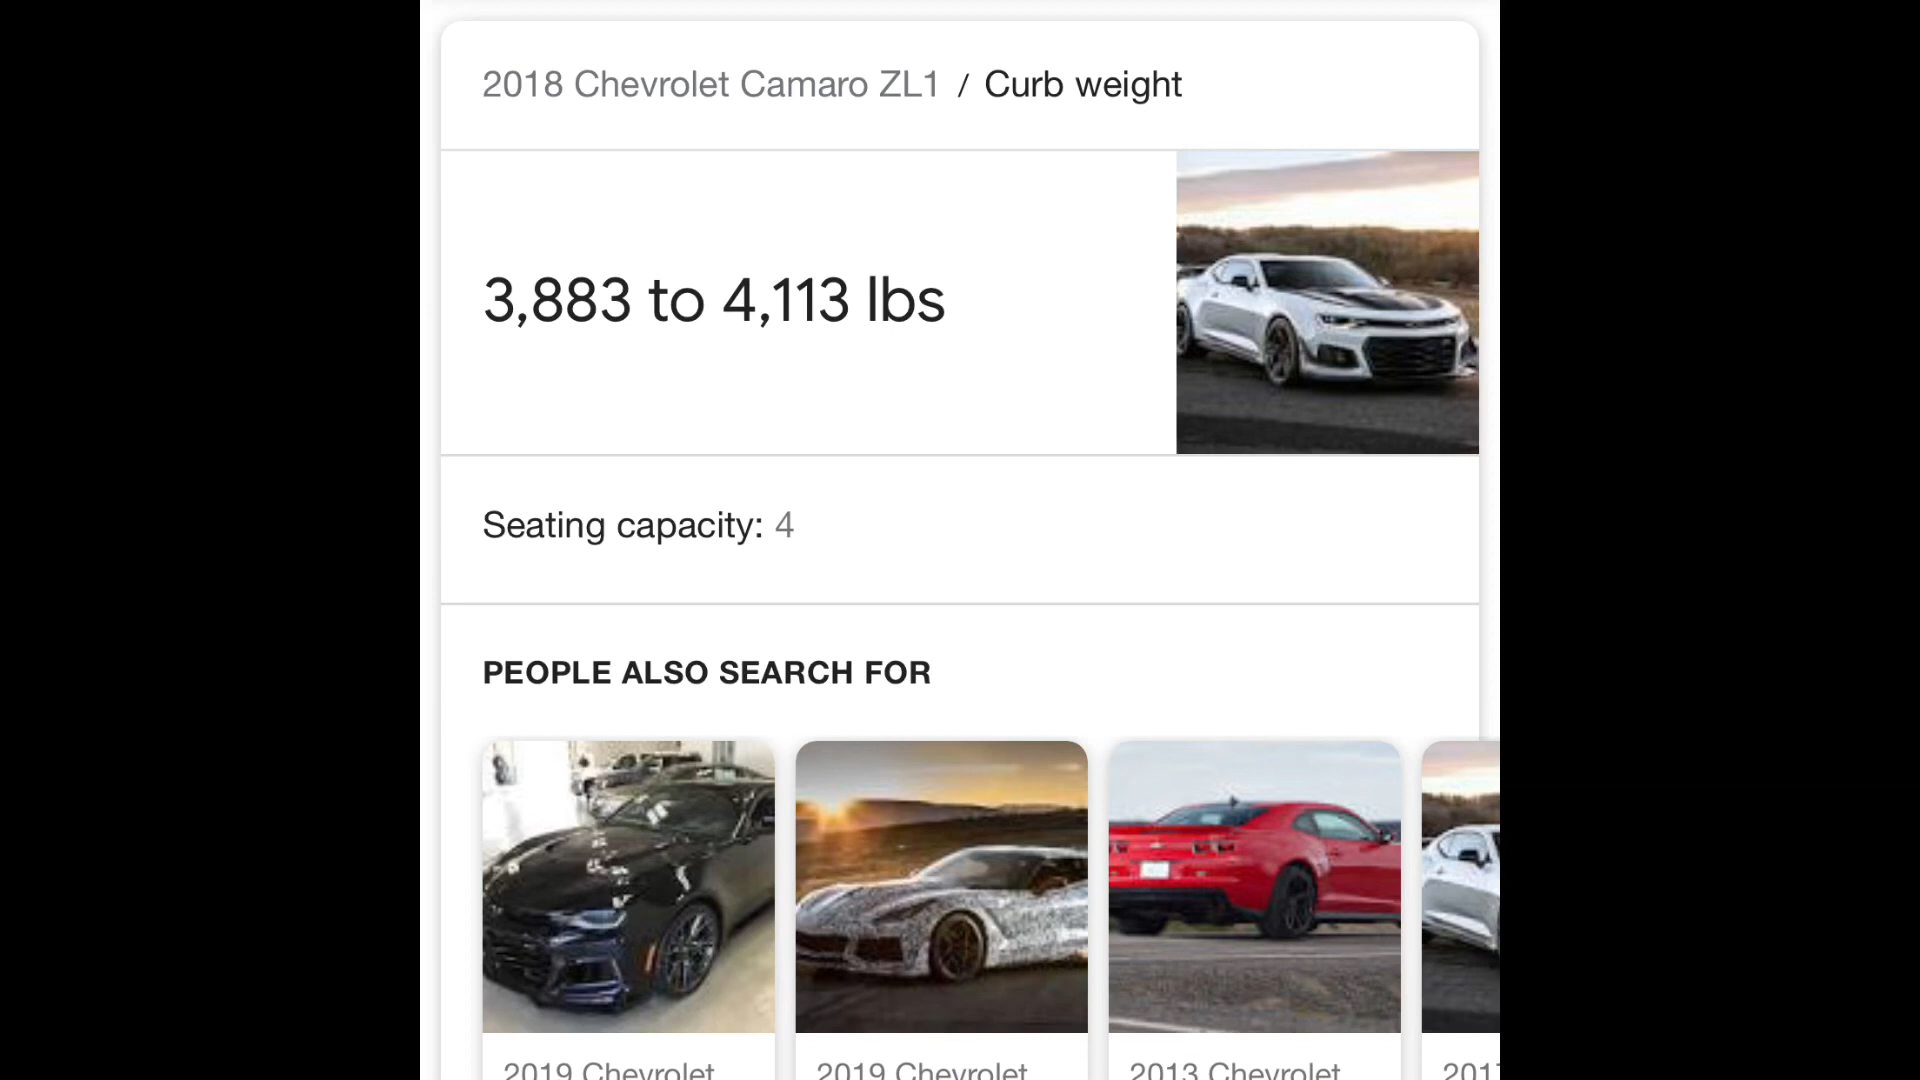 2018 Chevrolet Camaro ZL1 / Curb weight
3,883 to 4,113 lbs
Seating capacity: 4
PEOPLE ALSO SEARCH FOR
2019 Chevrolet
2019 Chevrolet
2013 Chevrolet